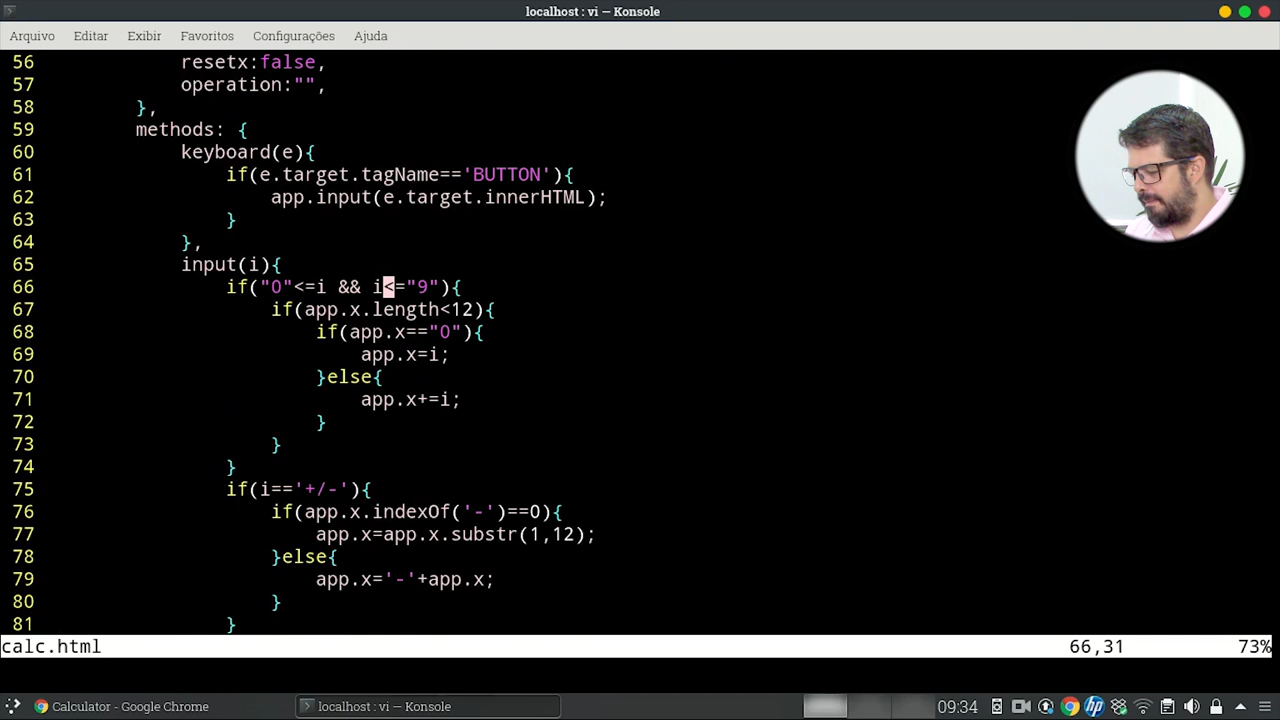 localhost : vi — Konsole
Arquivo Editar Exibir Favoritos Configurações Ajuda
56 resetx:false,
57 operation:"",
58 },
59 methods: {
60 keyboard(e){
61 if(e.target.tagName=='BUTTON'){
62 app.input(e.target.innerHTML);
63 }
64 },
65 input(i){
66 if("0"<=i && i<="9"){
67 if(app.x.length<12){
68 if(app.x=="0"){
69 app.x=i;
70 }else{
71 app.x+=i;
72 }
73 }
74 }
75 if(i=='+/-'){
76 if(app.x.indexOf('-')==0){
77 app.x=app.x.substr(1,12);
78 }else{
79 app.x='-'+app.x;
80 }
81 }
calc.html 66,31 73%
Calculator - Google Chrome localhost : vi — Konsole 09:34